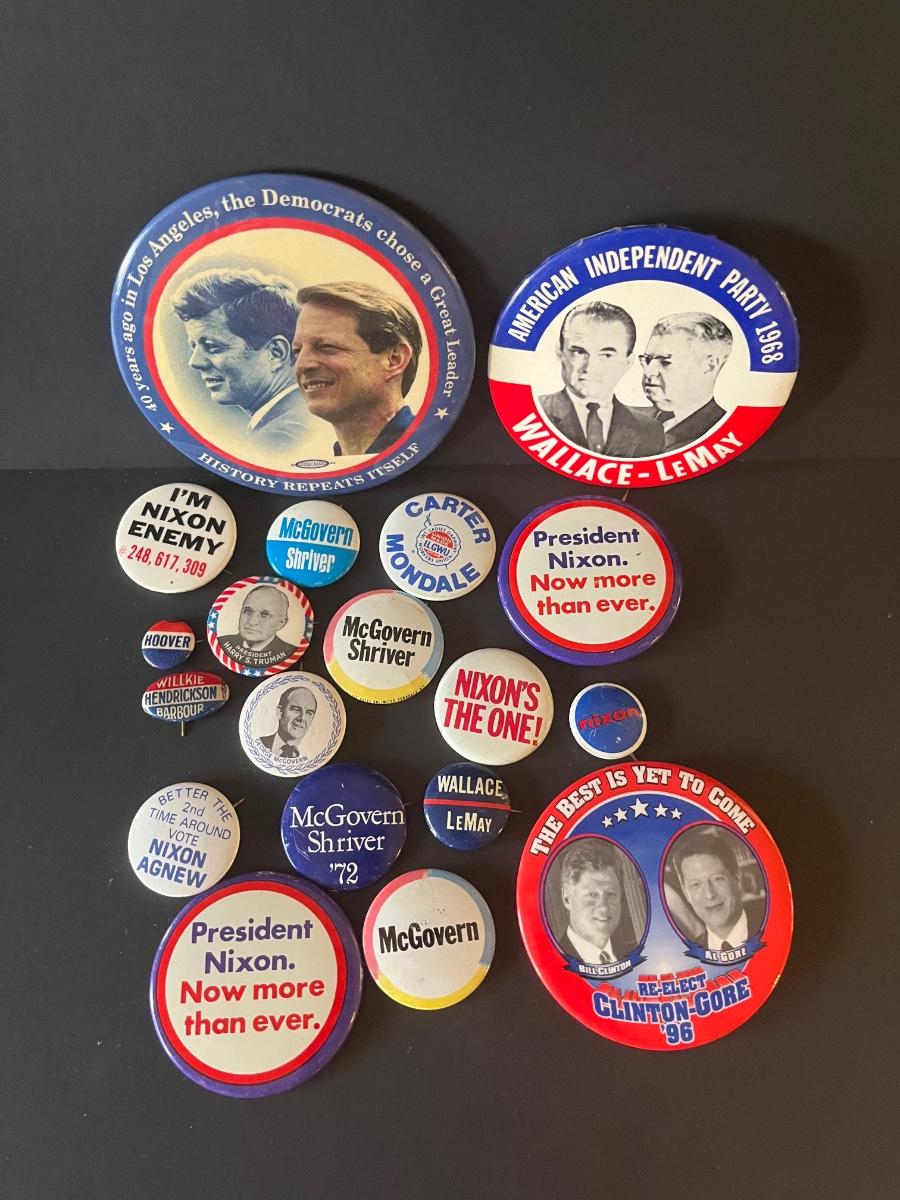 40 years ago in Los Angeles, the Democrats chose a Great Leader
HISTORY REPEATS ITSELF
AMERICAN INDEPENDENT PARTY 1968
WALLACE-LEMAY
I'M
NIXON
ENEMY
# 248,617,309
McGovern
Shriver
CARTER
MONDALE
UNION
MADE
ILGWU
President
Nixon.
Now more
than ever.
HOOVER
PRESIDENT
HARRY S. TRUMAN
McGovern
Shriver
WILLKIE
HENDRICKSON
BARBOUR
GEORGE McGOVERN
NIXON'S
THE ONE!
nixon
BETTER THE
2nd
TIME AROUND
VOTE
NIXON
AGNEW
McGovern
Shriver
'72
WALLACE
LEMAY
THE BEST IS YET TO COME
BILL CLINTON
AL GORE
RE-ELECT
CLINTON-GORE
'96
President
Nixon.
Now more
than ever.
McGovern